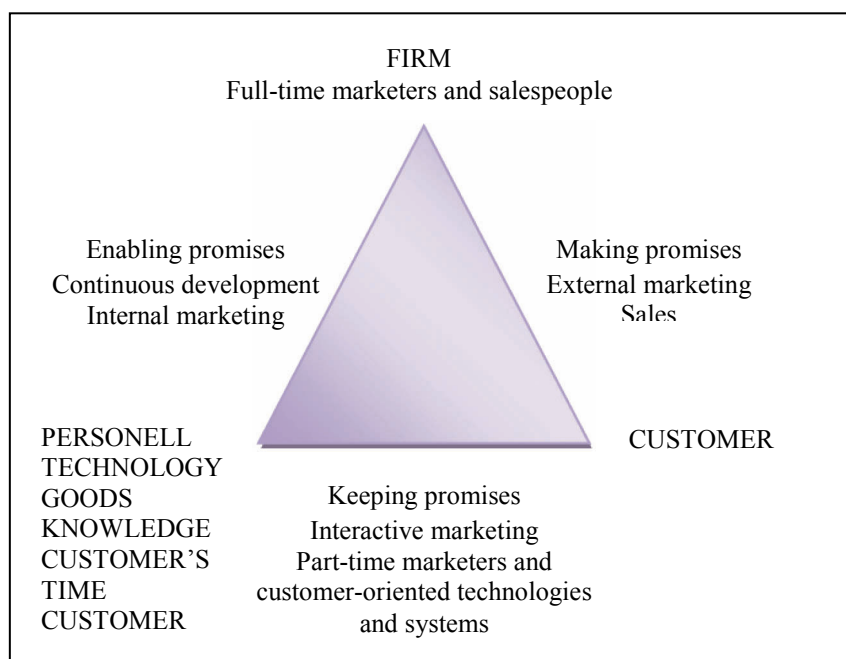 FIRM
Full-time marketers and salespeople
Enabling promises
Continuous development
Internal marketing
Making promises
External marketing
Sales
PERSONELL
TECHNOLOGY
GOODS
KNOWLEDGE
CUSTOMER’S
TIME
CUSTOMER
Keeping promises
Interactive marketing
Part-time marketers and
customer-oriented technologies
and systems
CUSTOMER